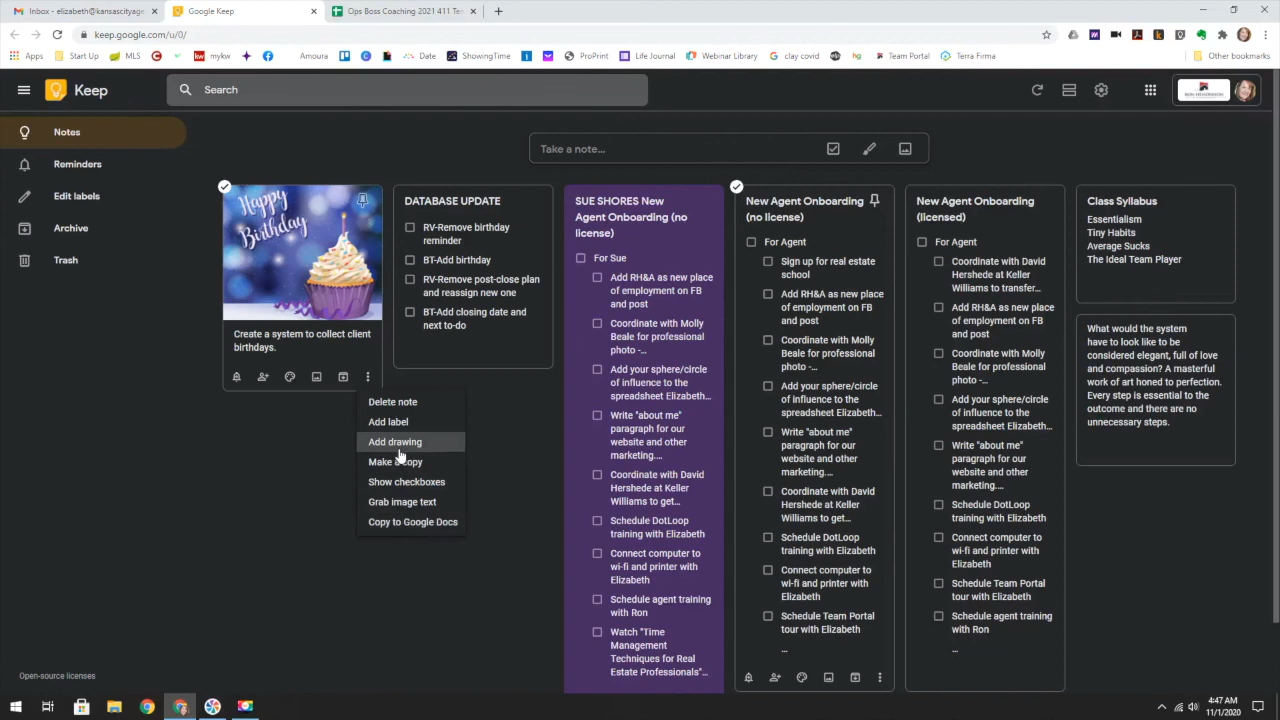 Inbox - elizabeth@kansascityage
Google Keep
Ops Boss Coaching 2021 411 Te
keep.google.com/u/0/
Apps
Start Up
MLS
mykw
Amoura
Date
ShowingTime
ProPrint
Life Journal
Webinar Library
clay covid
hg
Team Portal
Terra Firma
Other bookmarks
Keep
Search
Notes
Reminders
Edit labels
Archive
Trash
Take a note...
Happy
Birthday
Create a system to collect client
birthdays.
Delete note
Add label
Add drawing
Make a copy
Show checkboxes
Grab image text
Copy to Google Docs
DATABASE UPDATE
RV-Remove birthday
reminder
BT-Add birthday
RV-Remove post-close plan
and reassign new one
BT-Add closing date and
next to-do
SUE SHORES New
Agent Onboarding (no
license)
For Sue
Add RH&A as new place
of employment on FB
and post
Coordinate with Molly
Beale for professional
photo -...
Add your sphere/circle
of influence to the
spreadsheet Elizabeth...
Write "about me"
paragraph for our
website and other
marketing....
Coordinate with David
Hershede at Keller
Williams to get...
Schedule DotLoop
training with Elizabeth
Connect computer to
wi-fi and printer with
Elizabeth
Schedule agent training
with Ron
Watch "Time
Management
Techniques for Real
Estate Professionals"...
New Agent Onboarding
(no license)
For Agent
Sign up for real estate
school
Add RH&A as new place
of employment on FB
and post
Coordinate with Molly
Beale for professional
photo -...
Add your sphere/circle
of influence to the
spreadsheet Elizabeth...
Write "about me"
paragraph for our
website and other
marketing....
Coordinate with David
Hershede at Keller
Williams to get...
Schedule DotLoop
training with Elizabeth
Connect computer to
wi-fi and printer with
Elizabeth
Schedule Team Portal
tour with Elizabeth
...
New Agent Onboarding
(licensed)
For Agent
Coordinate with David
Hershede at Keller
Williams to transfer...
Add RH&A as new place
of employment on FB
and post
Coordinate with Molly
Beale for professional
photo -...
Add your sphere/circle
of influence to the
spreadsheet Elizabeth...
Write "about me"
paragraph for our
website and other
marketing....
Schedule DotLoop
training with Elizabeth
Connect computer to
wi-fi and printer with
Elizabeth
Schedule Team Portal
tour with Elizabeth
Schedule agent training
with Ron
...
Class Syllabus
Essentialism
Tiny Habits
Average Sucks
The Ideal Team Player
What would the system
have to look like to be
considered elegant, full of love
and compassion? A masterful
work of art honed to perfection.
Every step is essential to the
outcome and there are no
unnecessary steps.
Open-source licenses
4:47 AM
11/1/2020